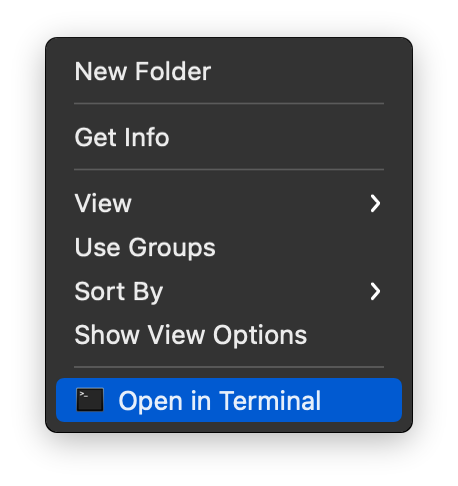 New Folder
Get Info
View
Use Groups
Sort By
Show View Options
Open in Terminal